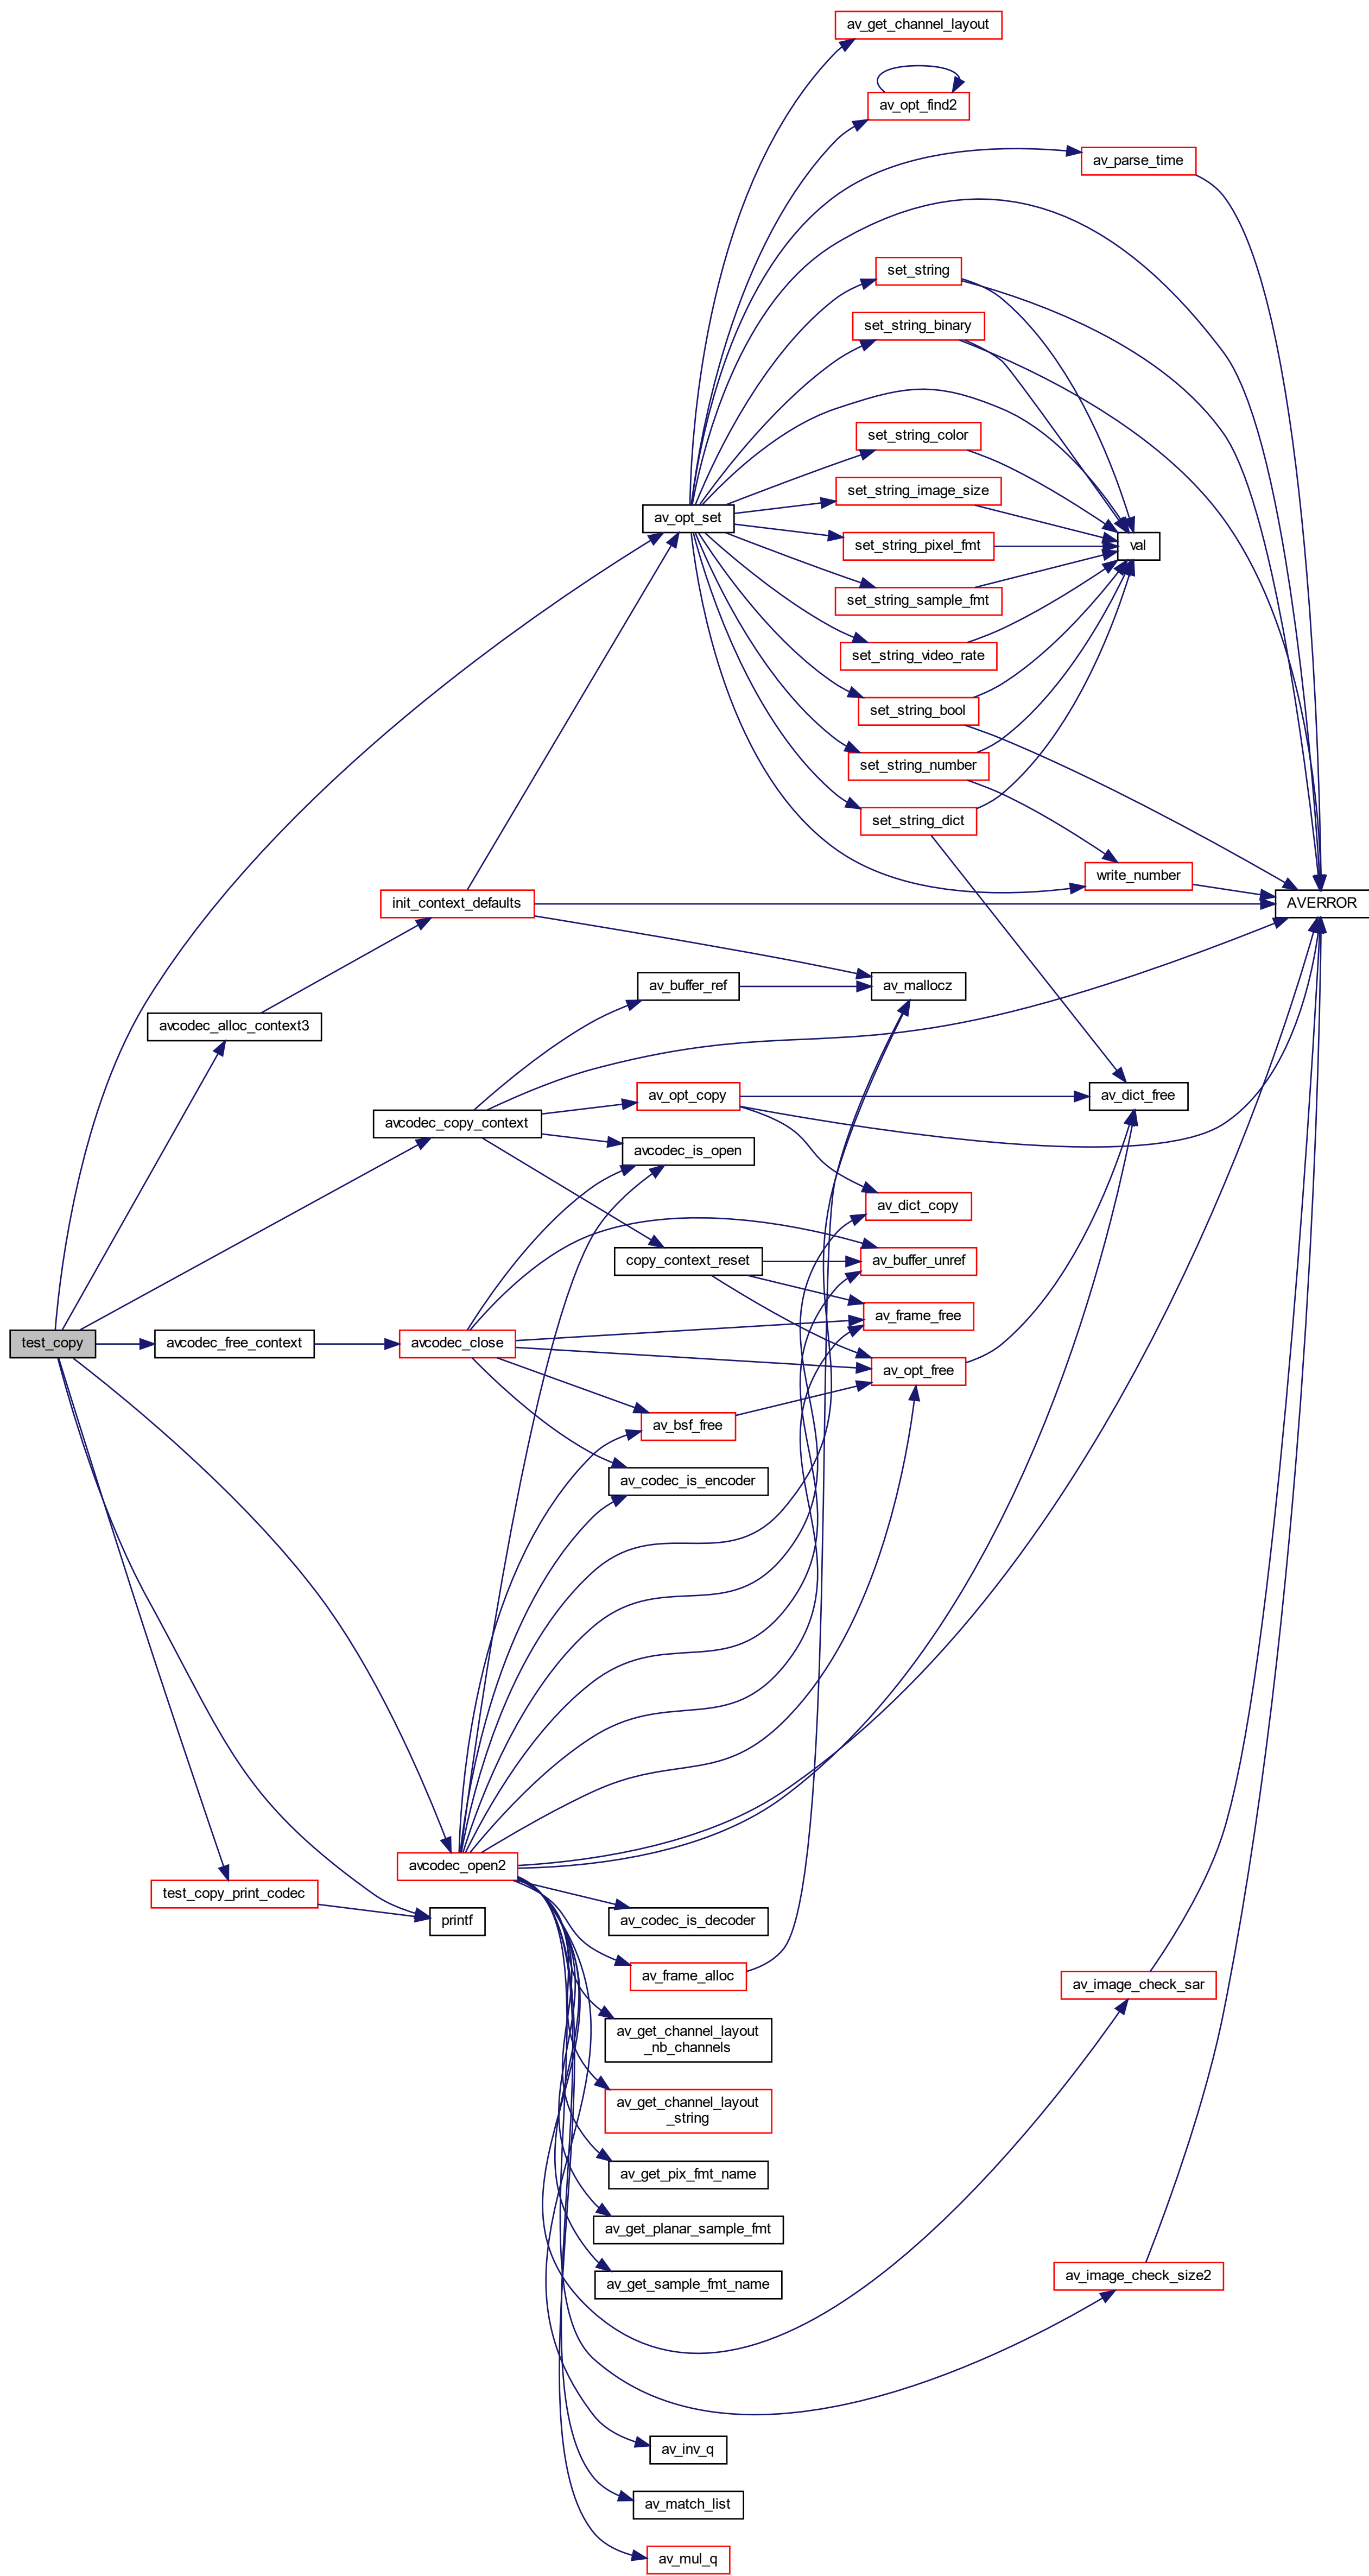 av_get_channel_layout
av_opt_find2
av_parse_time
set_string
set_string_binary
set_string_color
set_string_image_size
av_opt_set
set_string_pixel_fmt
val
set_string_sample_fmt
set_string_video_rate
set_string_bool
set_string_number
set_string_dict
write_number
init_context_defaults
AVERROR
av_buffer_ref
av_mallocz
avcodec_alloc_context3
av_opt_copy
av_dict_free
avcodec_copy_context
avcodec_is_open
av_dict_copy
copy_context_reset
av_buffer_unref
av_frame_free
test_copy
avcodec_free_context
avcodec_close
av_opt_free
av_bsf_free
av_codec_is_encoder
avcodec_open2
test_copy_print_codec
printf
av_codec_is_decoder
av_frame_alloc
av_image_check_sar
av_get_channel_layout
_nb_channels
av_get_channel_layout
_string
av_get_pix_fmt_name
av_get_planar_sample_fmt
av_image_check_size2
av_get_sample_fmt_name
av_inv_q
av_match_list
av_mul_q